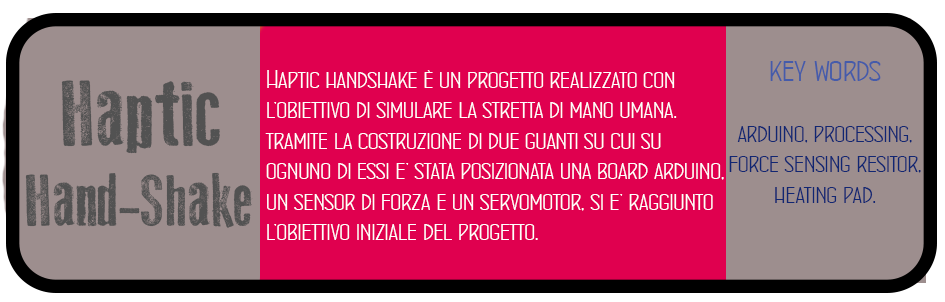 Haptic
Hand-Shake
HAPTIC HANDSHAKE È UN PROGETTO REALIZZATO CON
L'OBIETTIVO DI SIMULARE LA STRETTA DI MANO UMANA.
TRAMITE LA COSTRUZIONE DI DUE GUANTI SU CUI SU
OGNUNO DI ESSI E' STATA POSIZIONATA UNA BOARD ARDUINO,
UN SENSOR DI FORZA E UN SERVOMOTOR, SI E' RAGGIUNTO
L'OBIETTIVO INIZIALE DEL PROGETTO.
KEY WORDS
ARDUINO, PROCESSING,
FORCE SENSING RESITOR,
HEATING PAD.